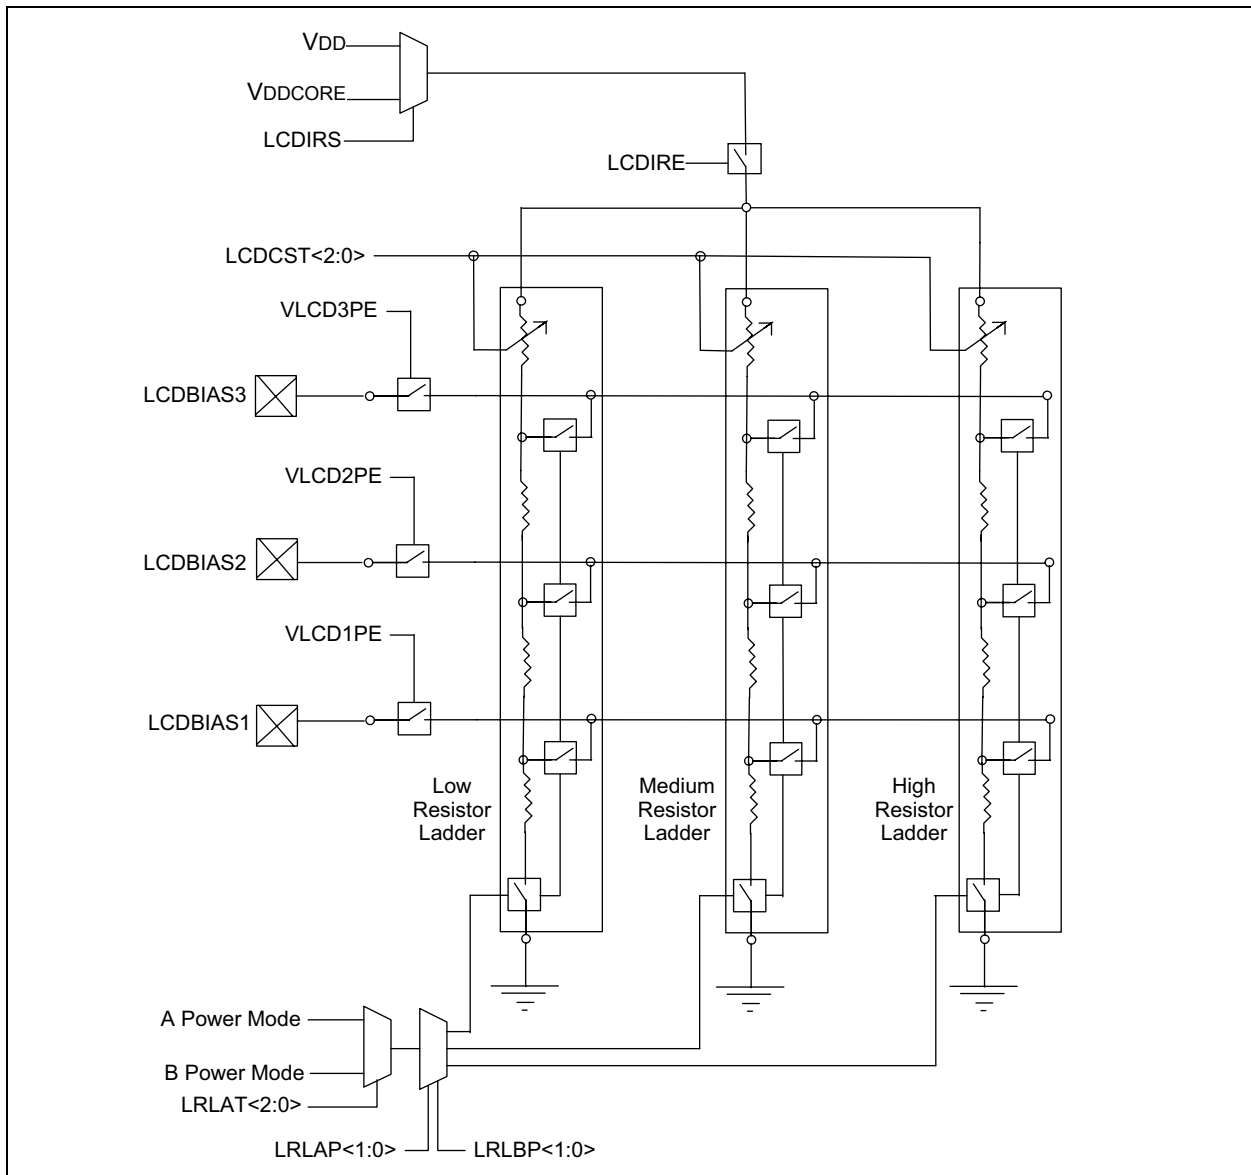 VDD
VDDCORE
LCDIRS
LCDIRE
LCDCST<2:0>
VLCD3PE
LCDBIAS3
VLCD2PE
LCDBIAS2
VLCD1PE
LCDBIAS1
Low
Resistor
Ladder
Medium
Resistor
Ladder
High
Resistor
Ladder
A Power Mode
B Power Mode
LRLAT<2:0>
LRLAP<1:0>
LRLBP<1:0>